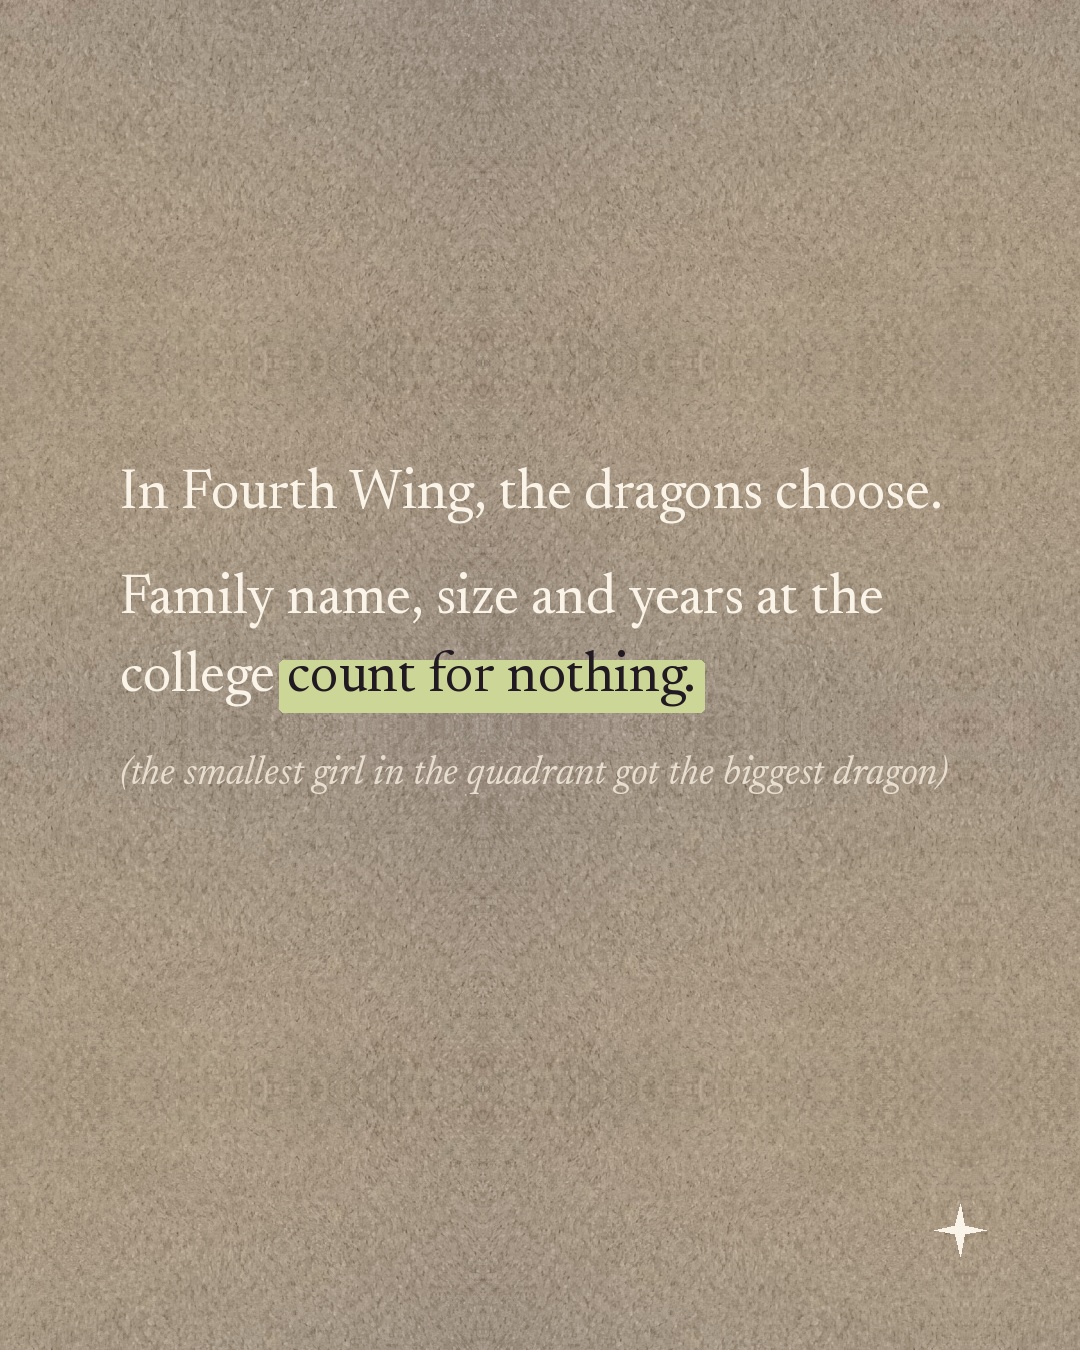 In Fourth Wing, the dragons choose.
Family name, size and years at the
college count for nothing.
(the smallest girl in the quadrant got the biggest dragon)